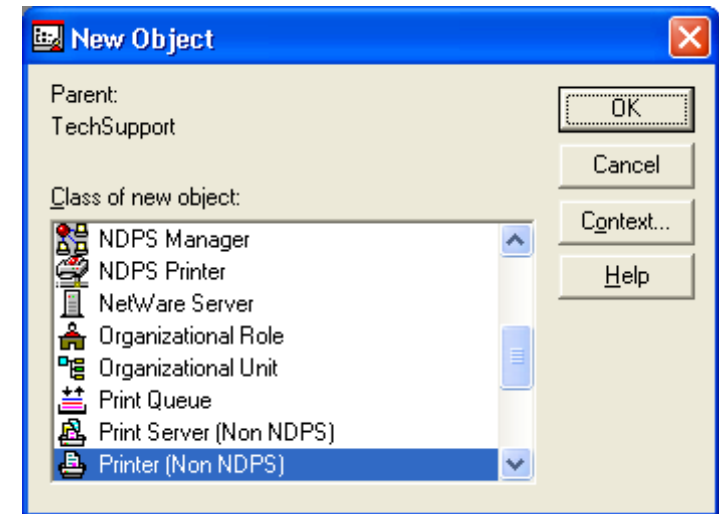 New Object
Parent:
TechSupport
OK
Cancel
Class of new object:
Context...
Help
NDPS Manager
NDPS Printer
NetWare Server
Organizational Role
Organizational Unit
Print Queue
Print Server (Non NDPS)
Printer (Non NDPS)